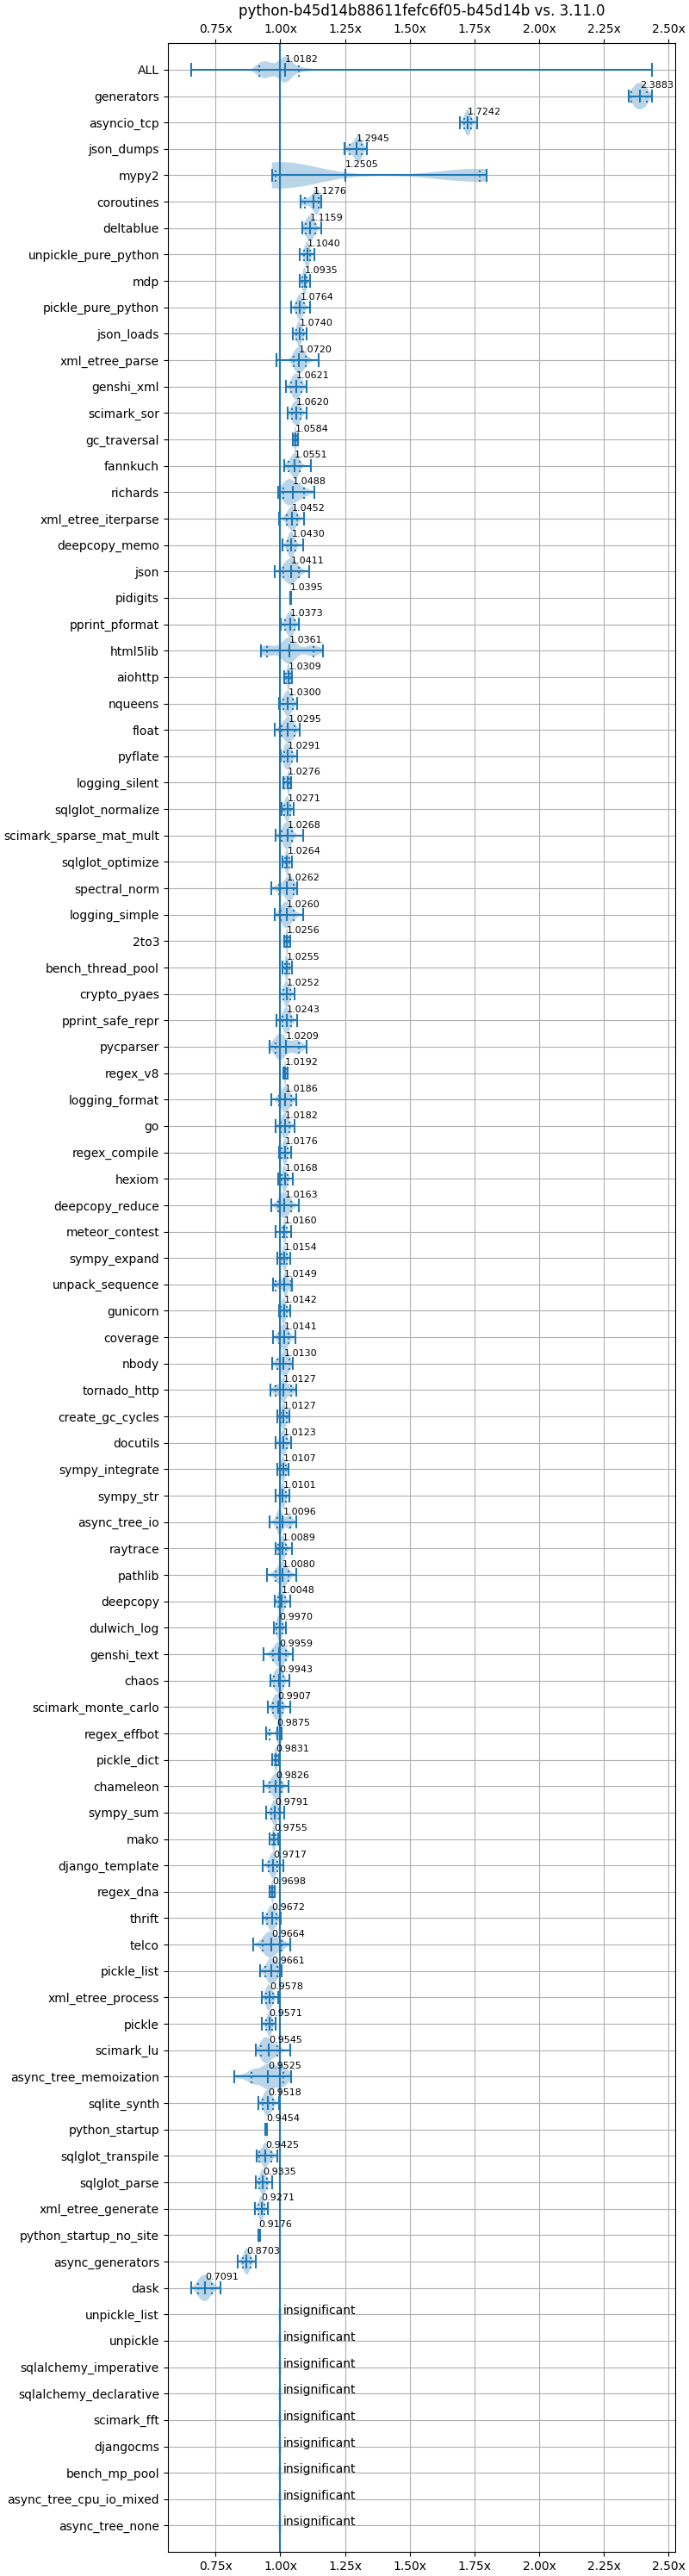 python-b45d14b88611fefc6f05-b45d14b vs. 3.11.0
0.75x 1.00x 1.25x 1.50x 1.75x 2.00x 2.25x 2.50x
ALL 1.0182
generators 2.3883
asyncio_tcp 1.7242
json_dumps 1.2945
mypy2 1.2505
coroutines 1.1276
deltablue 1.1159
unpickle_pure_python 1.1040
mdp 1.0935
pickle_pure_python 1.0764
json_loads 1.0740
xml_etree_parse 1.0720
genshi_xml 1.0621
scimark_sor 1.0620
gc_traversal 1.0584
fannkuch 1.0551
richards 1.0488
xml_etree_iterparse 1.0452
deepcopy_memo 1.0430
json 1.0411
pidigits 1.0395
pprint_pformat 1.0373
html5lib 1.0361
aiohttp 1.0309
nqueens 1.0300
float 1.0295
pyflate 1.0291
logging_silent 1.0276
sqlglot_normalize 1.0271
scimark_sparse_mat_mult 1.0268
sqlglot_optimize 1.0264
spectral_norm 1.0262
logging_simple 1.0260
2to3 1.0256
bench_thread_pool 1.0255
crypto_pyaes 1.0252
pprint_safe_repr 1.0243
pycparser 1.0209
regex_v8 1.0192
logging_format 1.0186
go 1.0182
regex_compile 1.0176
hexiom 1.0168
deepcopy_reduce 1.0163
meteor_contest 1.0160
sympy_expand 1.0154
unpack_sequence 1.0149
gunicorn 1.0142
coverage 1.0141
nbody 1.0130
tornado_http 1.0127
create_gc_cycles 1.0127
docutils 1.0123
sympy_integrate 1.0107
sympy_str 1.0101
async_tree_io 1.0096
raytrace 1.0089
pathlib 1.0080
deepcopy 1.0048
dulwich_log 0.9970
genshi_text 0.9959
chaos 0.9943
scimark_monte_carlo 0.9907
regex_effbot 0.9875
pickle_dict 0.9831
chameleon 0.9826
sympy_sum 0.9791
mako 0.9755
django_template 0.9717
regex_dna 0.9698
thrift 0.9672
telco 0.9664
pickle_list 0.9661
xml_etree_process 0.9578
pickle 0.9571
scimark_lu 0.9545
async_tree_memoization 0.9525
sqlite_synth 0.9518
python_startup 0.9454
sqlglot_transpile 0.9425
sqlglot_parse 0.9335
xml_etree_generate 0.9271
python_startup_no_site 0.9176
async_generators 0.8703
dask 0.7091
unpickle_list insignificant
unpickle insignificant
sqlalchemy_imperative insignificant
sqlalchemy_declarative insignificant
scimark_fft insignificant
djangocms insignificant
bench_mp_pool insignificant
async_tree_cpu_io_mixed insignificant
async_tree_none insignificant
0.75x 1.00x 1.25x 1.50x 1.75x 2.00x 2.25x 2.50x